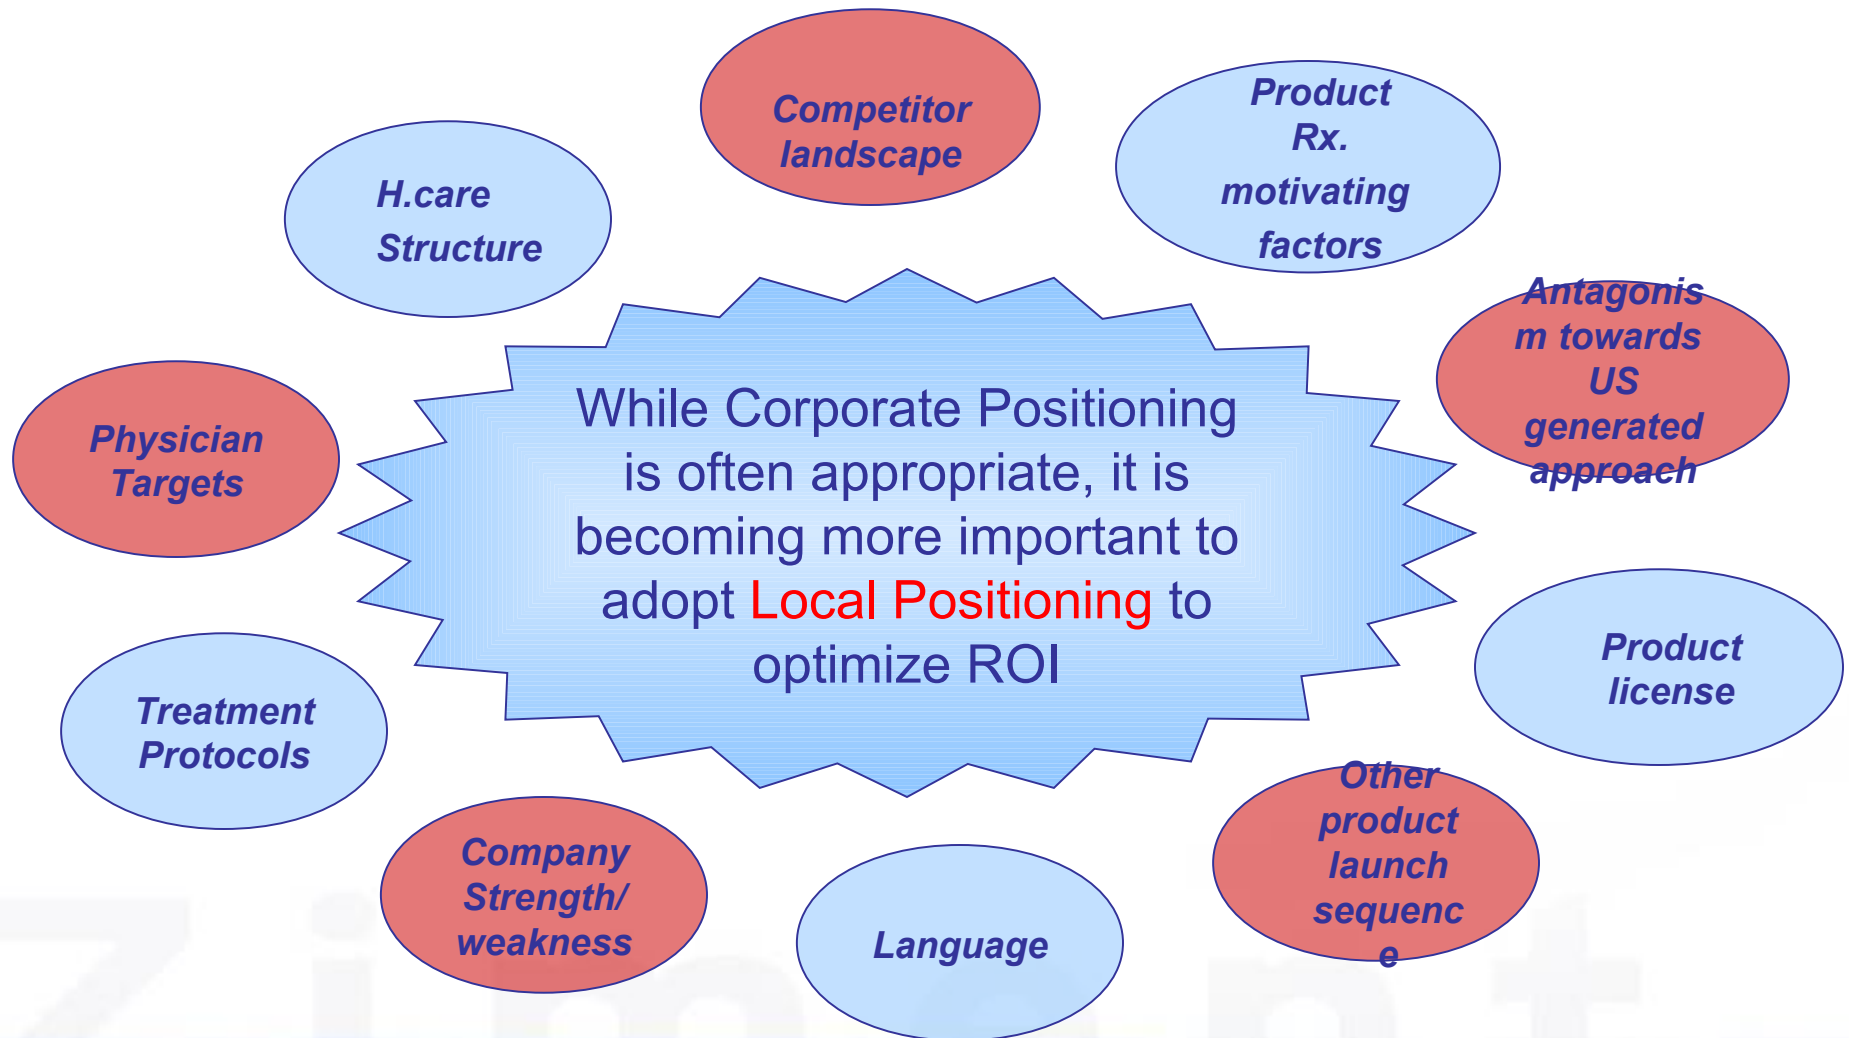 Competitor
landscape
Product
Rx.
motivating
factors
H.care
Structure
Antagonis
m towards
US
generated
approach
Physician
Targets
While Corporate Positioning
is often appropriate, it is
becoming more important to
adopt Local Positioning to
optimize ROI
Product
license
Treatment
Protocols
Other
product
launch
sequenc
e
Company
Strength/
weakness
Language
Ziment